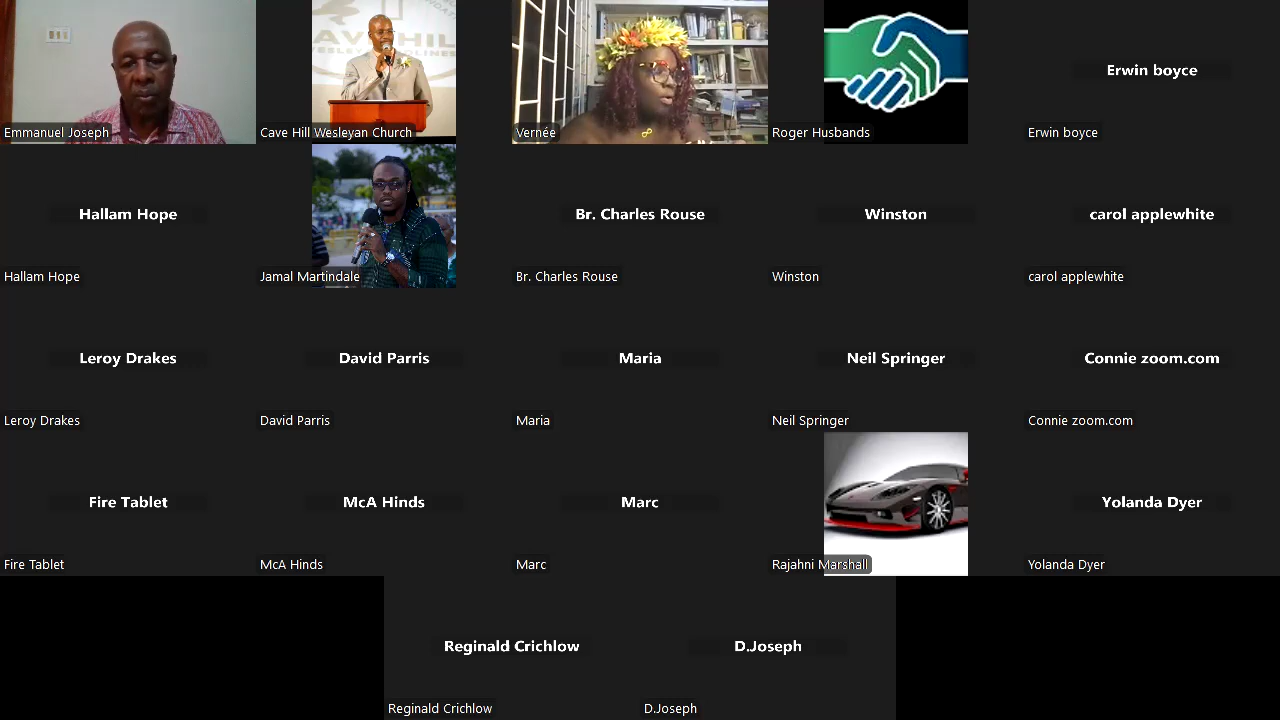 Emmanuel Joseph
AVE HIL
Cave Hill Wesleyan Church
Vernée
Roger Husbands
Erwin boyce
Erwin boyce
Hallam Hope
Br. Charles Rouse
Winston
carol applewhite
Hallam Hope
Jamal Martindale
Br. Charles Rouse
Winston
carol applewhite
Leroy Drakes
David Parris
Maria
Neil Springer
Connie zoom.com
Leroy Drakes
David Parris
Maria
Neil Springer
Connie zoom.com
Fire Tablet
McA Hinds
Marc
Yolanda Dyer
Fire Tablet
McA Hinds
Marc
Rajahni Marshall
Yolanda Dyer
Reginald Crichlow
D.Joseph
Reginald Crichlow
D.Joseph